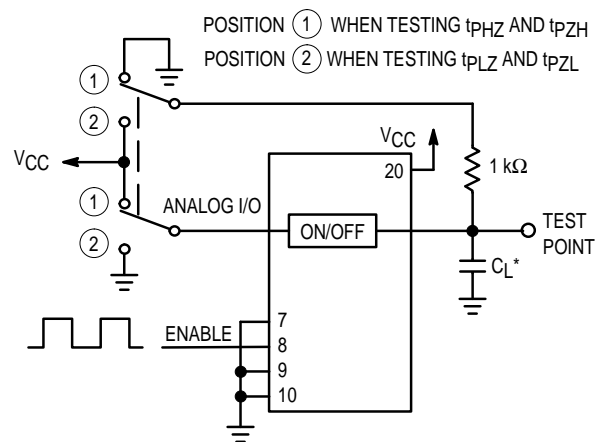 POSITION 1 WHEN TESTING tPHZ AND tPZH
POSITION 2 WHEN TESTING tPLZ AND tPZL
1
2
VCC
1
2
ANALOG I/O
ON/OFF
VCC
20
1 kΩ
TEST
POINT
CL*
ENABLE
7
8
9
10